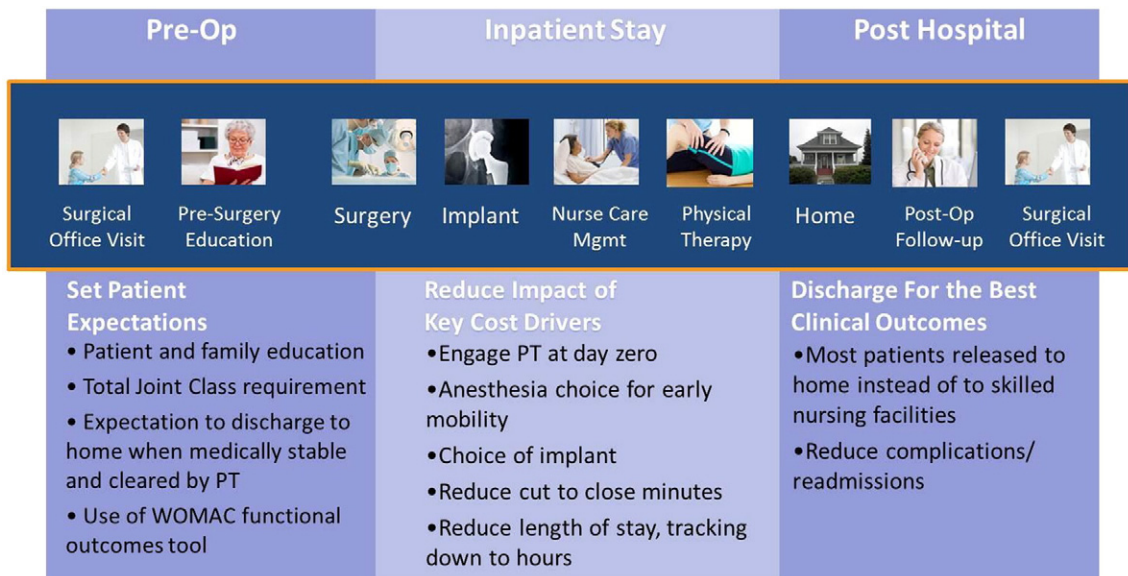 Pre-Op
Inpatient Stay
Post Hospital
Surgical
Office Visit
Pre-Surgery
Education
Surgery
Implant
Nurse Care
Mgmt
Physical
Therapy
Home
Post-Op
Follow-up
Surgical
Office Visit
Set Patient
Expectations
• Patient and family education
• Total Joint Class requirement
• Expectation to discharge to
home when medically stable
and cleared by PT
• Use of WOMAC functional
outcomes tool
Reduce Impact of
Key Cost Drivers
•Engage PT at day zero
•Anesthesia choice for early
mobility
•Choice of implant
•Reduce cut to close minutes
•Reduce length of stay, tracking
down to hours
Discharge For the Best
Clinical Outcomes
•Most patients released to
home instead of to skilled
nursing facilities
•Reduce complications/
readmissions